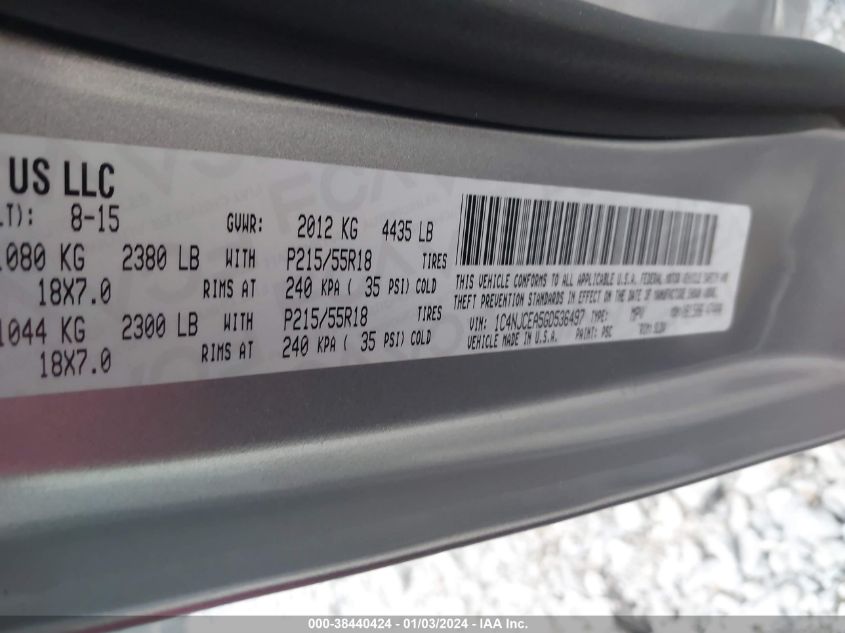 US LLC
LT): 8-15 GVWR: 2012 KG 4435 LB
1080 KG 2380 LB WITH P215/55R18 TIRES
18X7.0 RIMS AT 240 KPA ( 35 PSI) COLD
1044 KG 2300 LB WITH P215/55R18 TIRES
18X7.0 RIMS AT 240 KPA ( 35 PSI) COLD
THIS VEHICLE CONFORMS TO ALL APPLICABLE U.S.A. FEDERAL MOTOR VEHICLE SAFETY AND
THEFT PREVENTION STANDARDS IN EFFECT ON THE DATE OF MANUFACTURE SHOWN ABOVE.
VIN: 1C4NJCEA5GD536497 TYPE: MPV
VEHICLE MADE IN U.S.A. PAINT: PSC
000-38440424 - 01/03/2024 - IAA Inc.